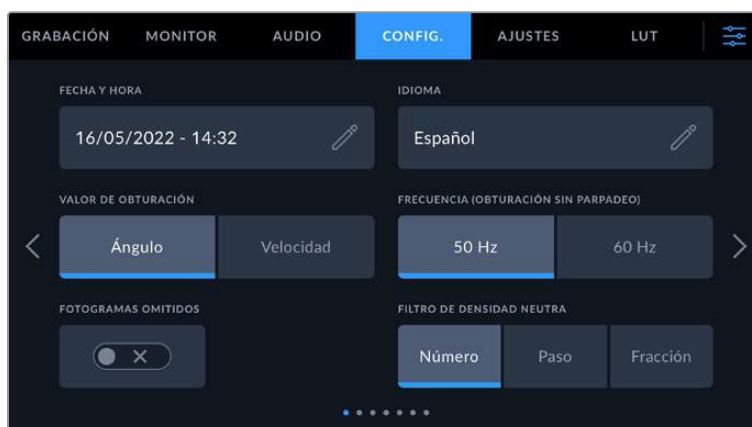 GRABACIÓN MONITOR AUDIO CONFIG. AJUSTES LUT
FECHA Y HORA IDIOMA
16/05/2022 - 14:32 Español
VALOR DE OBTURACIÓN FRECUENCIA (OBTURACIÓN SIN PARPADEO)
Ángulo Velocidad 50 Hz 60 Hz
FOTOGRAMAS OMITIDOS FILTRO DE DENSIDAD NEUTRA
Número Paso Fracción